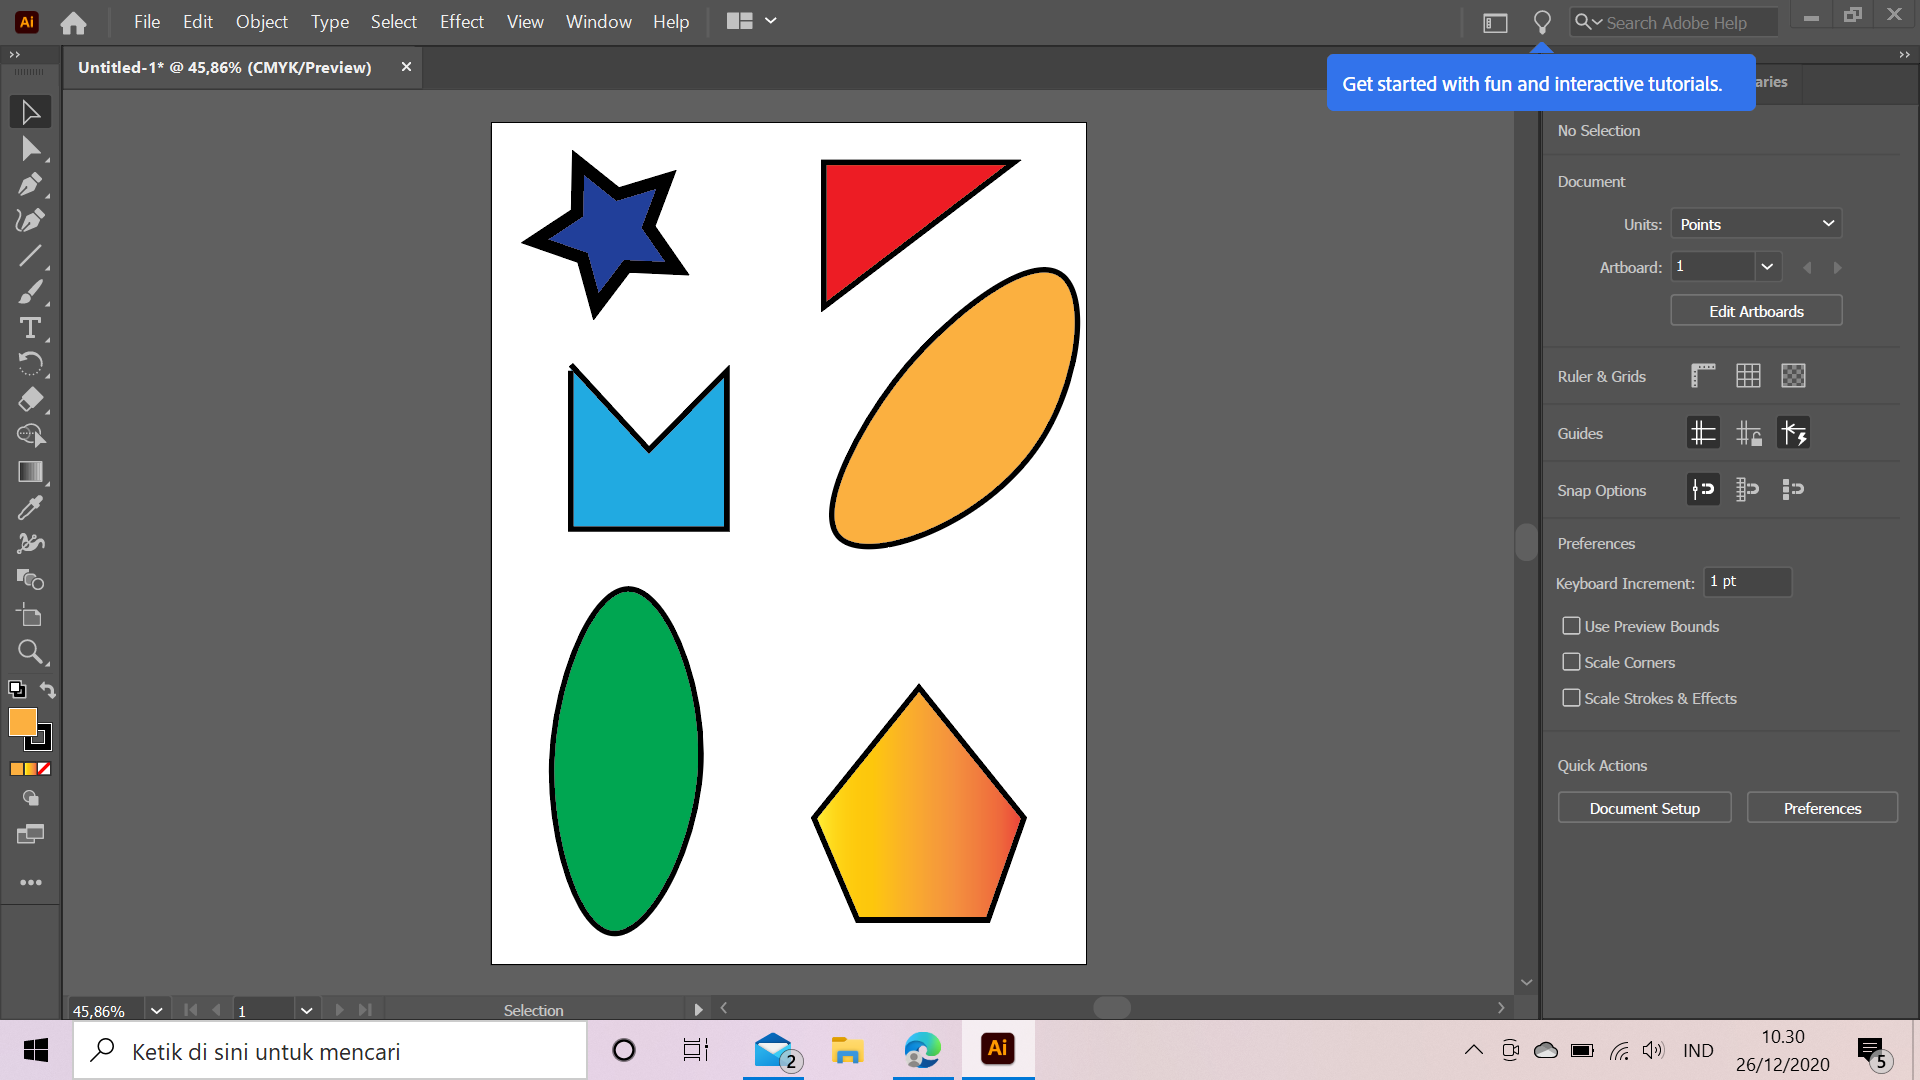 Ai File Edit Object Type Select Effect View Window Help Search Adobe Help
Untitled-1* @ 45,86% (CMYK/Preview)
Get started with fun and interactive tutorials.
aries
No Selection
Document
Units: Points
Artboard: 1
Edit Artboards
Ruler & Grids
Guides
Snap Options
Preferences
Keyboard Increment: 1 pt
Use Preview Bounds
Scale Corners
Scale Strokes & Effects
Quick Actions
Document Setup Preferences
45,86% 1 Selection
Ketik di sini untuk mencari 2 Ai IND 10.30
26/12/2020 5